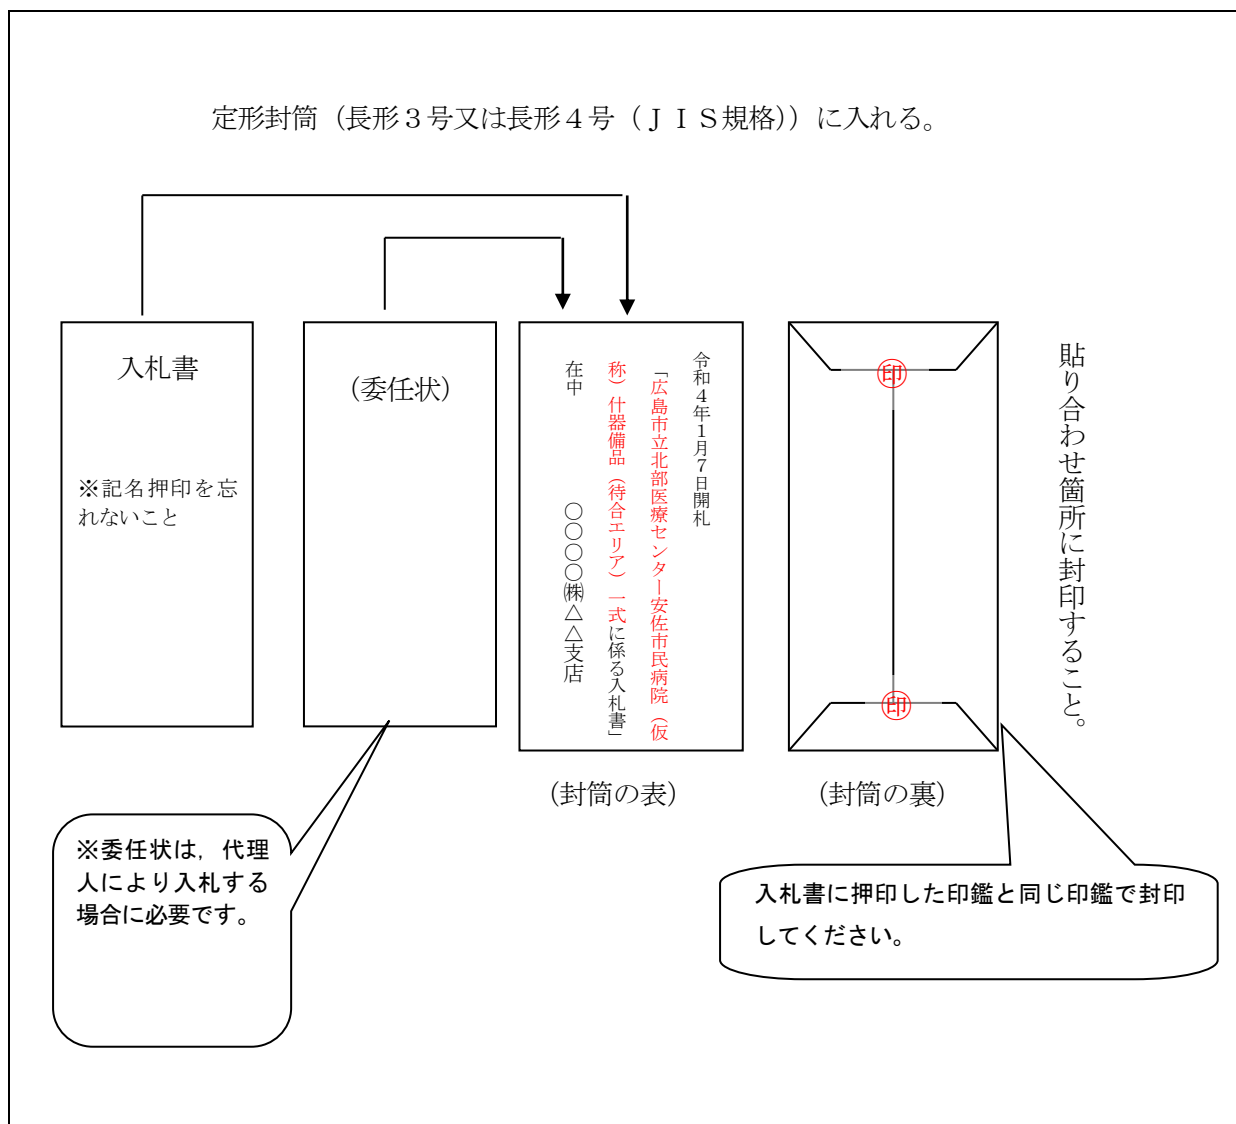 定形封筒（長形３号又は長形４号（ＪＩＳ規格））に入れる。
入札書
※記名押印を忘
れないこと
（委任状）
令和４年１月７日開札
「広島市立北部医療センター安佐市民病院（仮
称）什器備品（待合エリア）一式に係る入札書」
在中
〇〇〇〇㈱△△支店
印
印
貼り合わせ箇所に封印すること。
（封筒の表）
（封筒の裏）
※委任状は，代理
人により入札する
場合に必要です。
入札書に押印した印鑑と同じ印鑑で封印
してください。